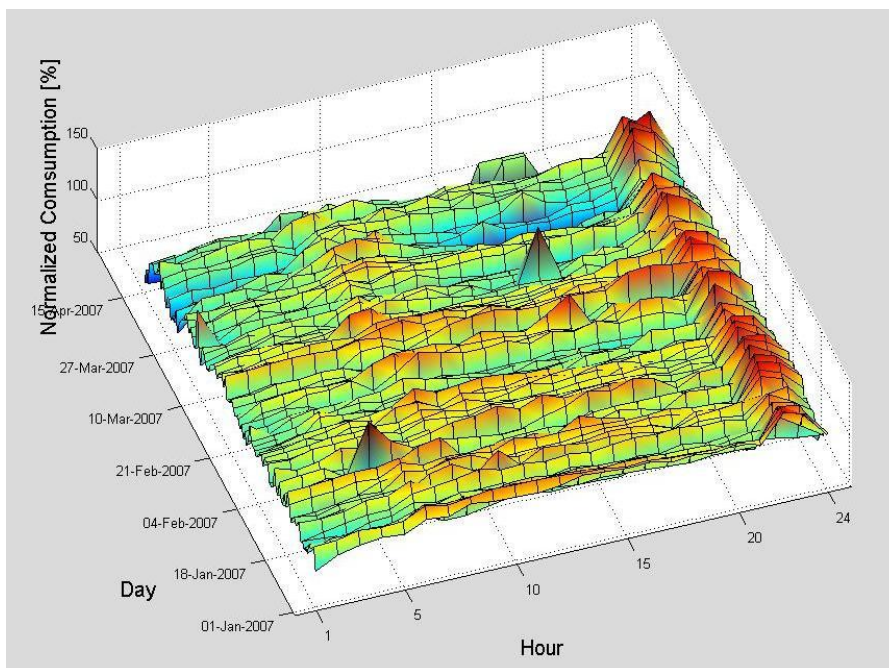 Normalized Comsumption [%]
150
100
50
15-Apr-2007
27-Mar-2007
10-Mar-2007
21-Feb-2007
04-Feb-2007
18-Jan-2007
01-Jan-2007
Day
1
5
10
15
20
24
Hour